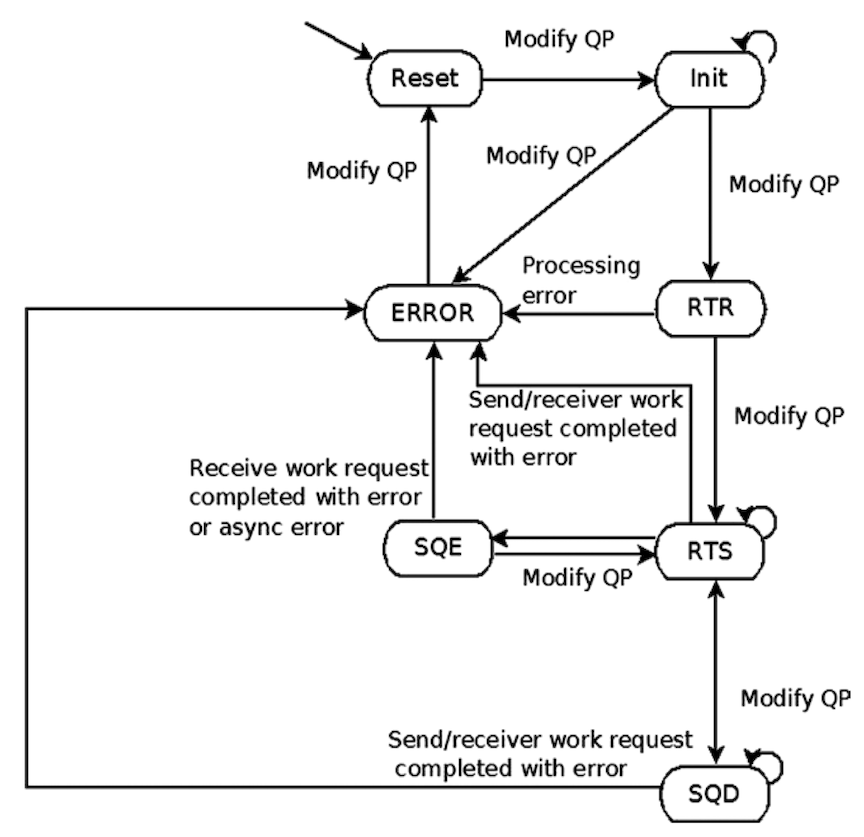 Modify QP
Reset
Init
Modify QP
Modify QP
Modify QP
Processing
error
ERROR
RTR
Send/receiver work
request completed
with error
Modify QP
Receive work request
completed with error
or async error
SQE
RTS
Modify QP
Modify QP
Send/receiver work request
completed with error
SQD